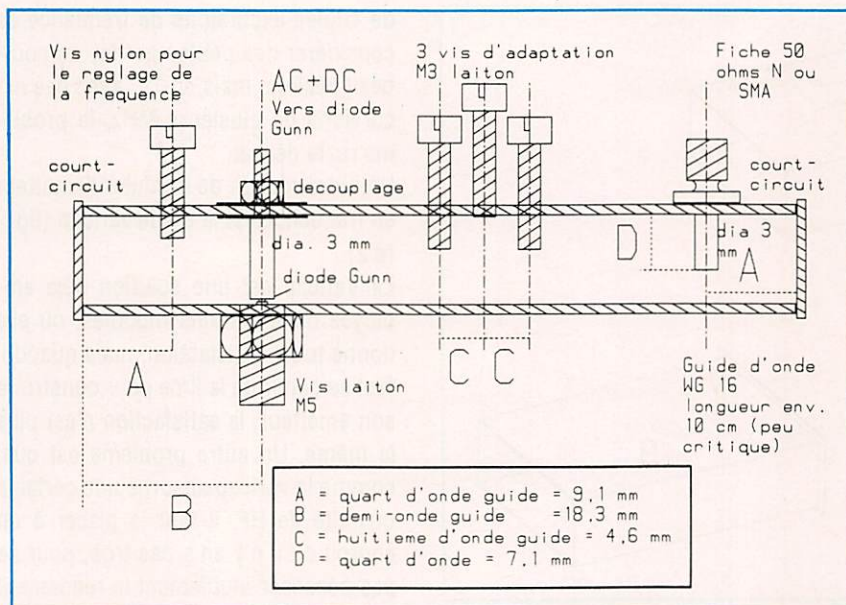 Vis nylon pour
le reglage de
la frequence
AC+DC
Vers diode
Gunn
3 vis d'adaptation
M3 laiton
Fiche 50
ohms N ou
SMA
court-
circuit
decouplage
court-
circuit
dia. 3 mm
diode Gunn
D
dia 3
mm
A
A
Vis laiton
M5
C C
Guide d'onde
WG 16
longueur env.
10 cm (peu
critique)
B
A = quart d'onde guide = 9.1 mm
B = demi-onde guide =18.3 mm
C = huitieme d'onde guide = 4.6 mm
D = quart d'onde = 7.1 mm